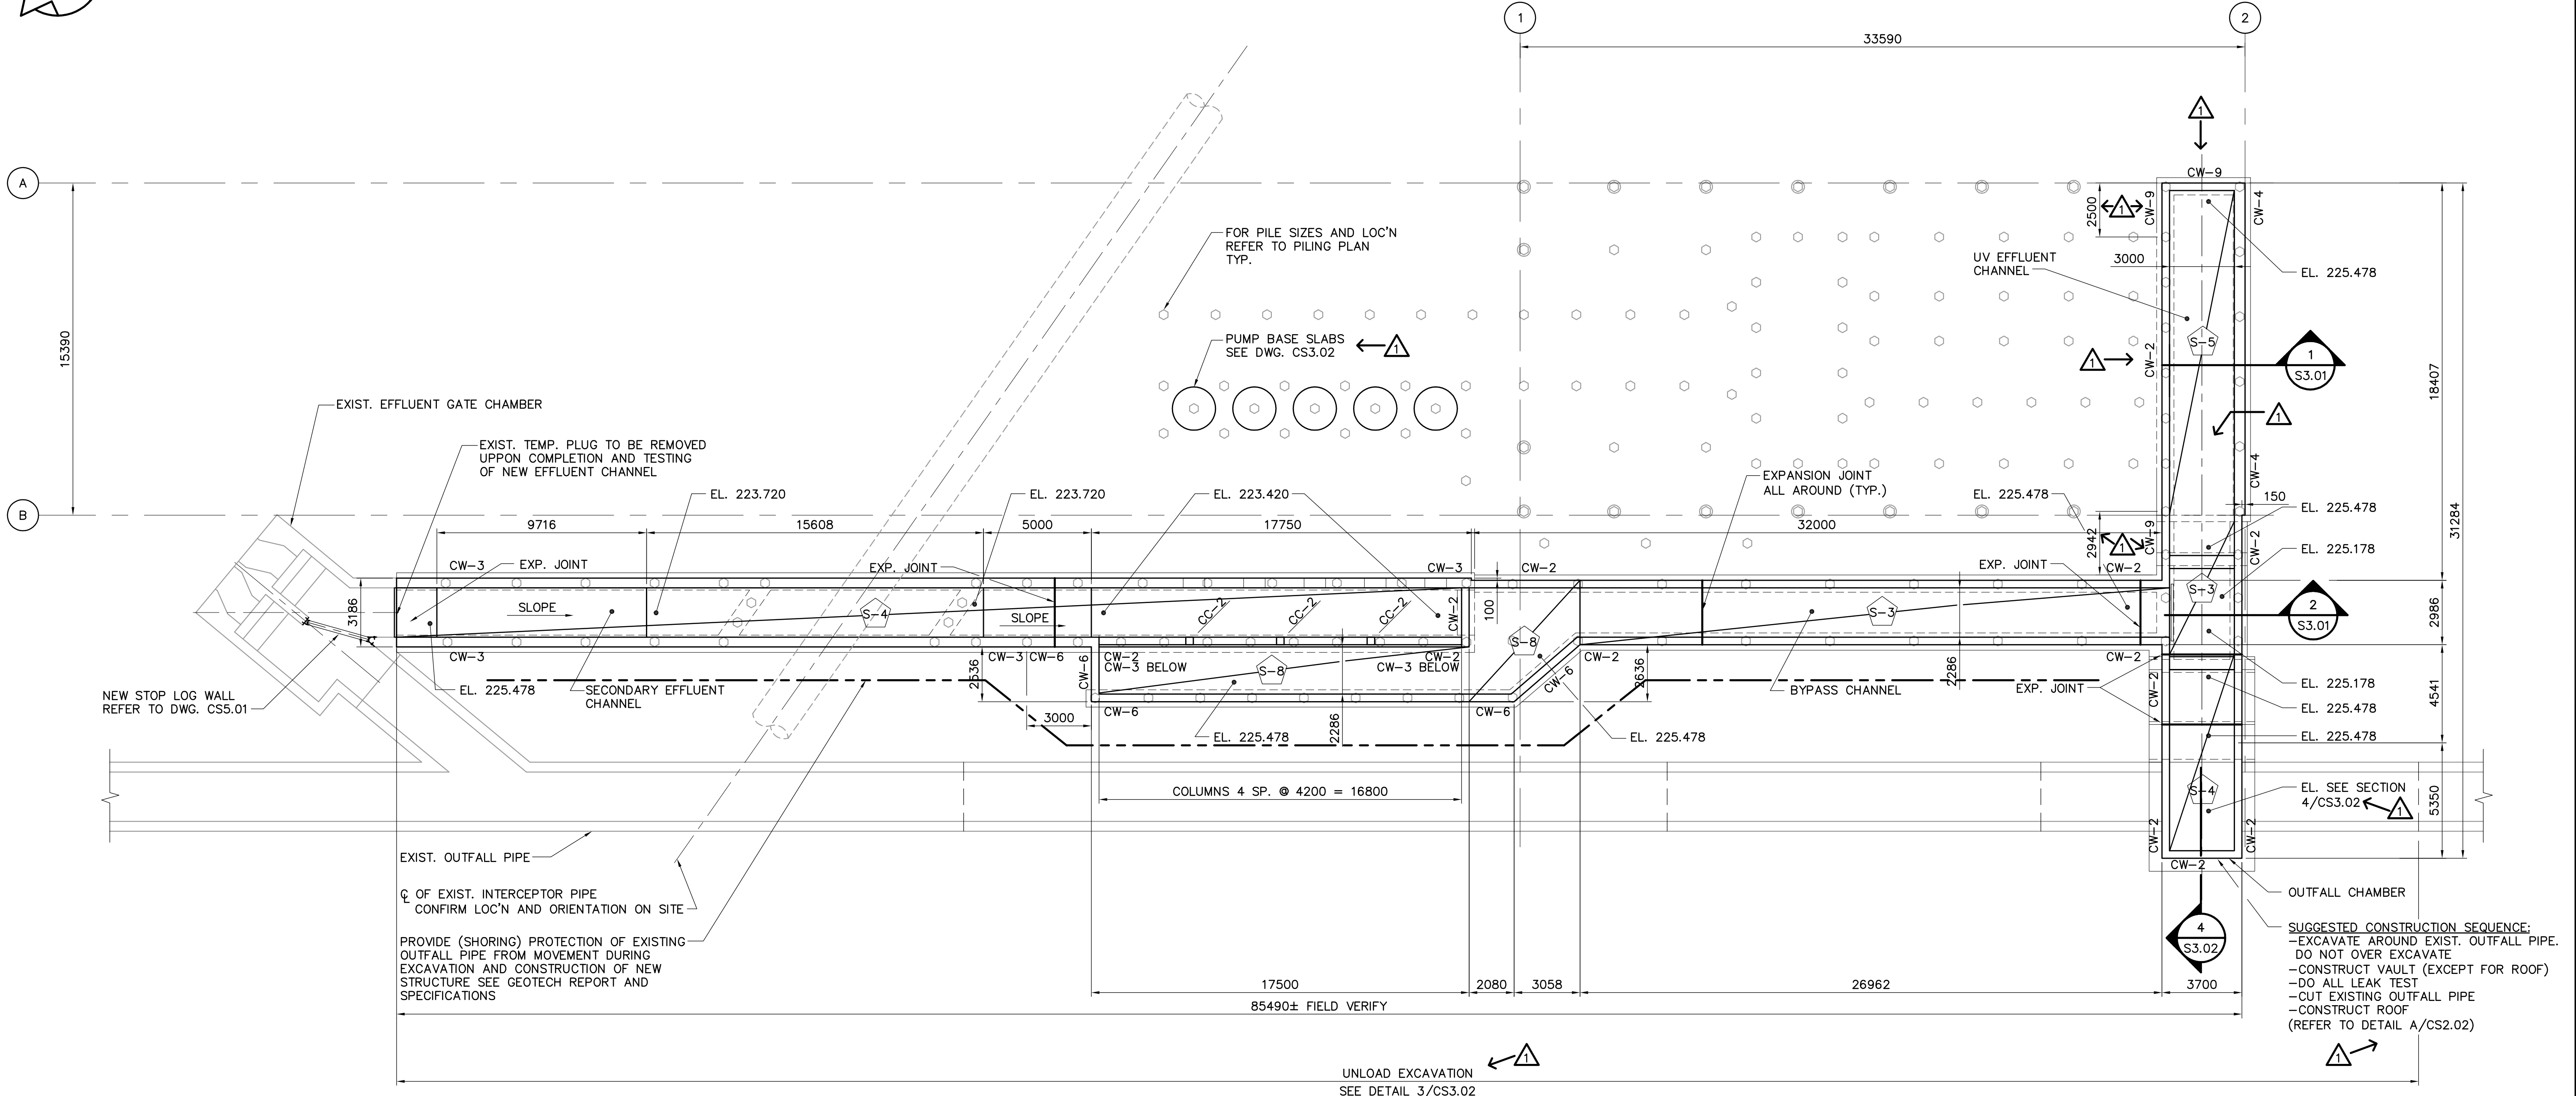 1
2
33590
1
A
CW-9
CW-9
CW-4
2500
1
FOR PILE SIZES AND LOC'N
REFER TO PILING PLAN
TYP.
UV EFFLUENT
CHANNEL
3000
EL. 225.478
15390
PUMP BASE SLABS
SEE DWG. CS3.02
1
S-5
1
CW-2
1
S3.01
18407
EXIST. EFFLUENT GATE CHAMBER
1
EXIST. TEMP. PLUG TO BE REMOVED
UPPON COMPLETION AND TESTING
OF NEW EFFLUENT CHANNEL
EXPANSION JOINT
ALL AROUND (TYP.)
CW-4
EL. 223.720
EL. 223.720
EL. 223.420
EL. 225.478
150
B
EL. 225.478
9716
15608
5000
17750
32000
2942
1
CW-9
CW-2
31284
EL. 225.178
CW-3
EXP. JOINT
EXP. JOINT
CW-3
CW-2
EXP. JOINT
CW-2
3186
SLOPE
S-4
SLOPE
CC-2
CC-2
CC-2
CW-2
100
S-3
S-3
2
S3.01
2986
CW-3
CW-3
CW-6
CW-6
CW-2
CW-3 BELOW
CW-2
CW-3 BELOW
S-8
S-8
CW-2
CW-2
2636
2636
2286
CW-6
NEW STOP LOG WALL
REFER TO DWG. CS5.01
EL. 225.478
SECONDARY EFFLUENT
CHANNEL
BYPASS CHANNEL
EXP. JOINT
CW-2
EL. 225.178
EL. 225.478
4541
3000
CW-6
CW-6
2286
EL. 225.478
EL. 225.478
EL. 225.478
COLUMNS 4 SP. @ 4200 = 16800
S-4
EL. SEE SECTION
4/CS3.02
1
5350
CW-2
CW-2
CW-2
EXIST. OUTFALL PIPE
OUTFALL CHAMBER
℄ OF EXIST. INTERCEPTOR PIPE
CONFIRM LOC'N AND ORIENTATION ON SITE
4
S3.02
PROVIDE (SHORING) PROTECTION OF EXISTING
OUTFALL PIPE FROM MOVEMENT DURING
EXCAVATION AND CONSTRUCTION OF NEW
STRUCTURE SEE GEOTECH REPORT AND
SPECIFICATIONS
SUGGESTED CONSTRUCTION SEQUENCE:
-EXCAVATE AROUND EXIST. OUTFALL PIPE.
DO NOT OVER EXCAVATE
-CONSTRUCT VAULT (EXCEPT FOR ROOF)
-DO ALL LEAK TEST
-CUT EXISTING OUTFALL PIPE
-CONSTRUCT ROOF
(REFER TO DETAIL A/CS2.02)
17500
2080
3058
26962
3700
85490± FIELD VERIFY
1
1
UNLOAD EXCAVATION
SEE DETAIL 3/CS3.02